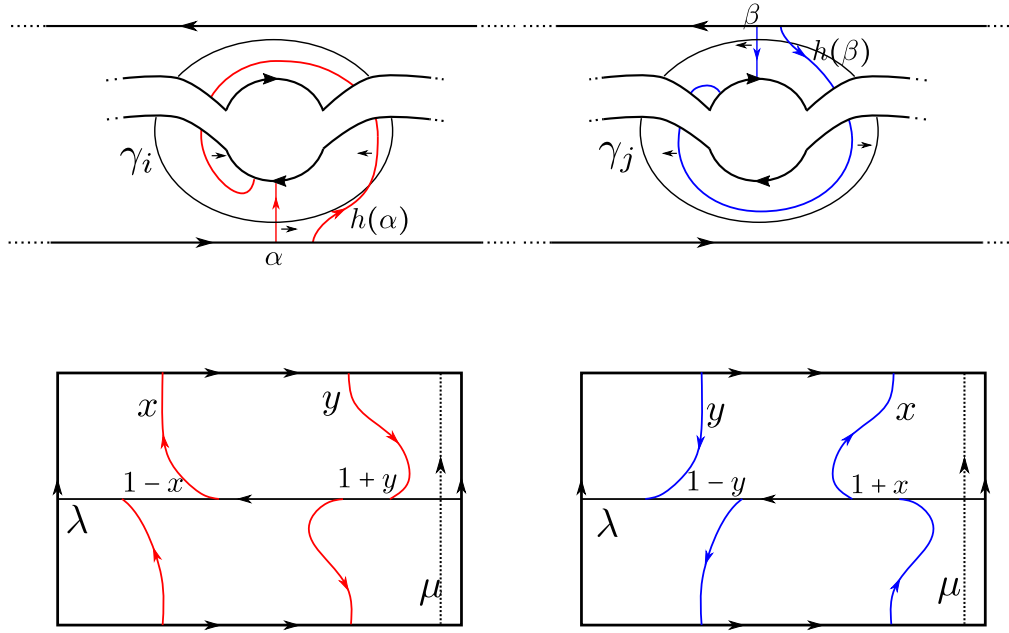 β
h(β)
γ_i
γ_j
h(α)
α
x
y
y
x
1 − x
1 + y
1 − y
1 + x
λ
λ
μ
μ